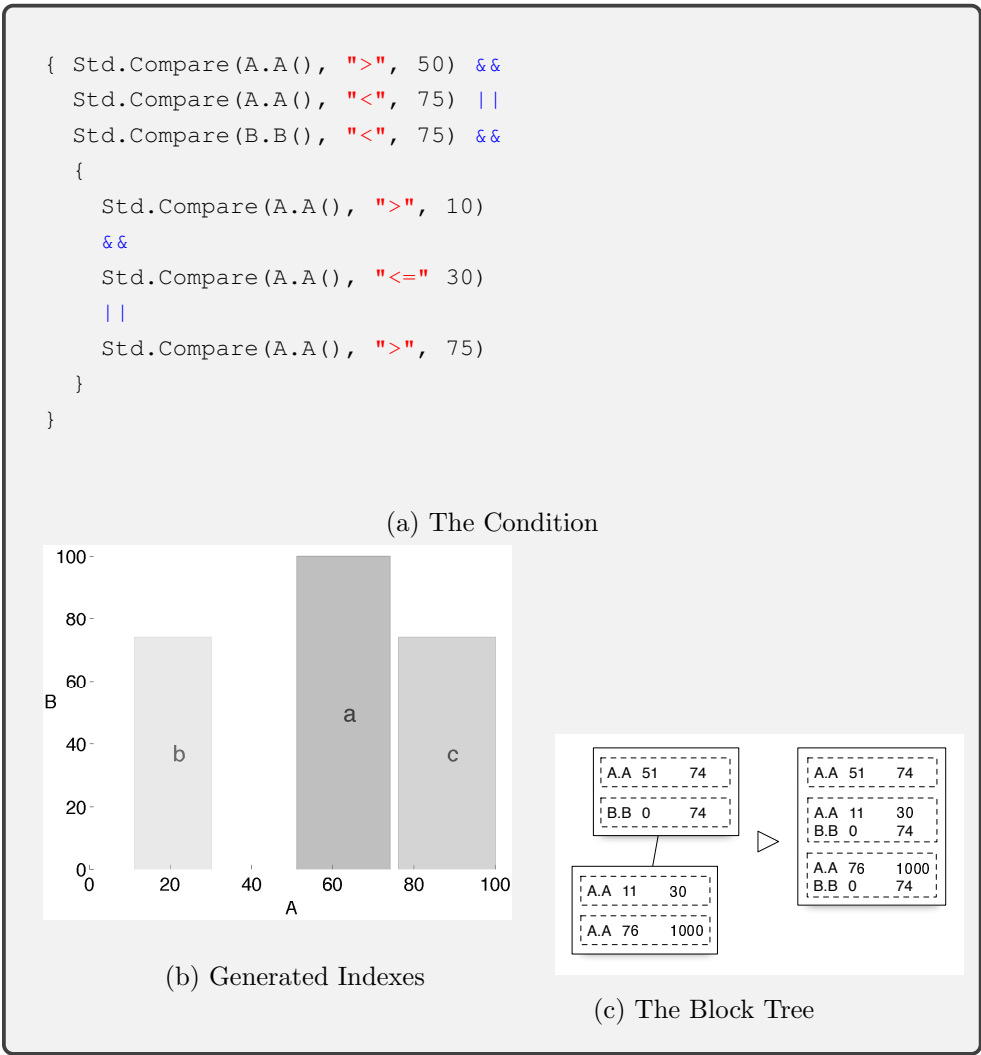 { Std.Compare(A.A(), ">", 50) &&
Std.Compare(A.A(), "<", 75) ||
Std.Compare(B.B(), "<", 75) &&
{
Std.Compare(A.A(), ">", 10)
&&
Std.Compare(A.A(), "<=" 30)
||
Std.Compare(A.A(), ">", 75)
}
}
(a) The Condition
100
80
60
40
20
0
B
b
a
c
0 20 40 60 80 100
A
(b) Generated Indexes
A.A 51 74
B.B 0 74
A.A 11 30
A.A 76 1000
A.A 51 74
A.A 11 30
B.B 0 74
A.A 76 1000
B.B 0 74
(c) The Block Tree